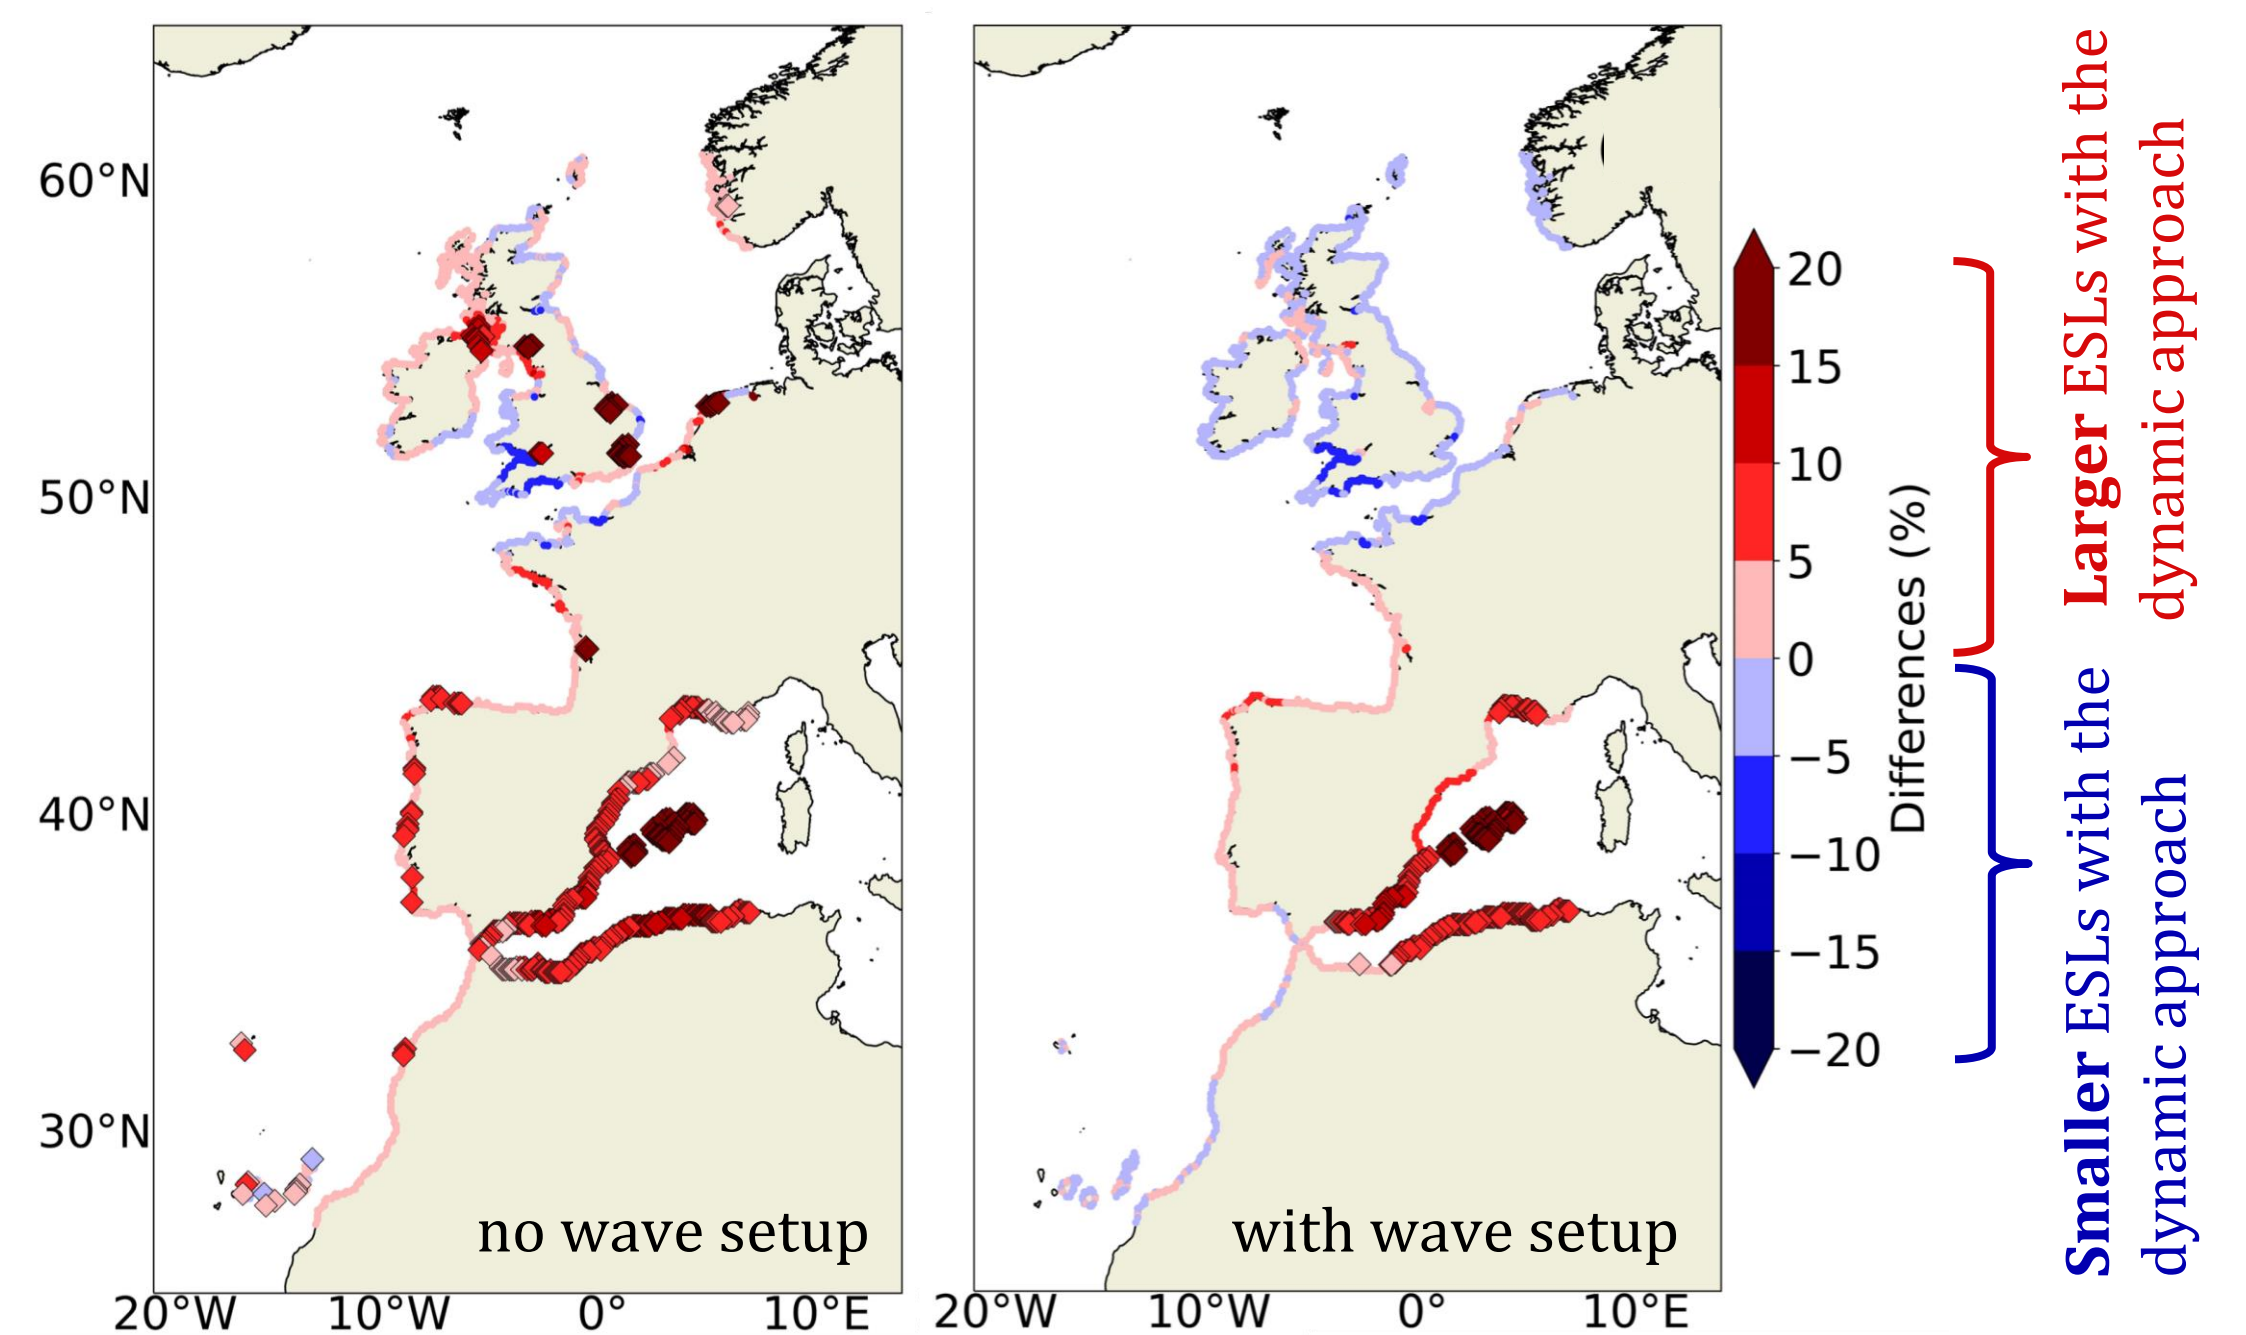 60°N
50°N
40°N
30°N
20°W
10°W
0°
10°E
no wave setup
20°W
10°W
0°
10°E
with wave setup
20
15
10
5
0
−5
−10
−15
−20
Differences (%)
Larger ESLs with the
dynamic approach
Smaller ESLs with the
dynamic approach